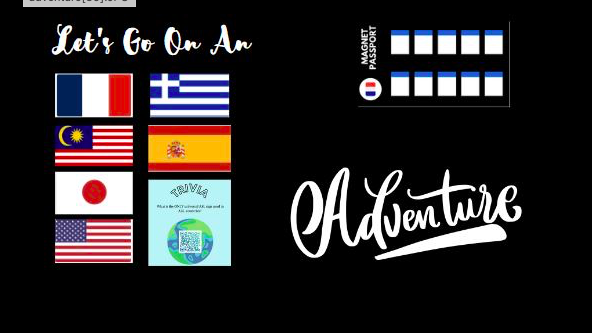 Let's Go On An
MAGNET
PASSPORT
TRIVIA
Adventure